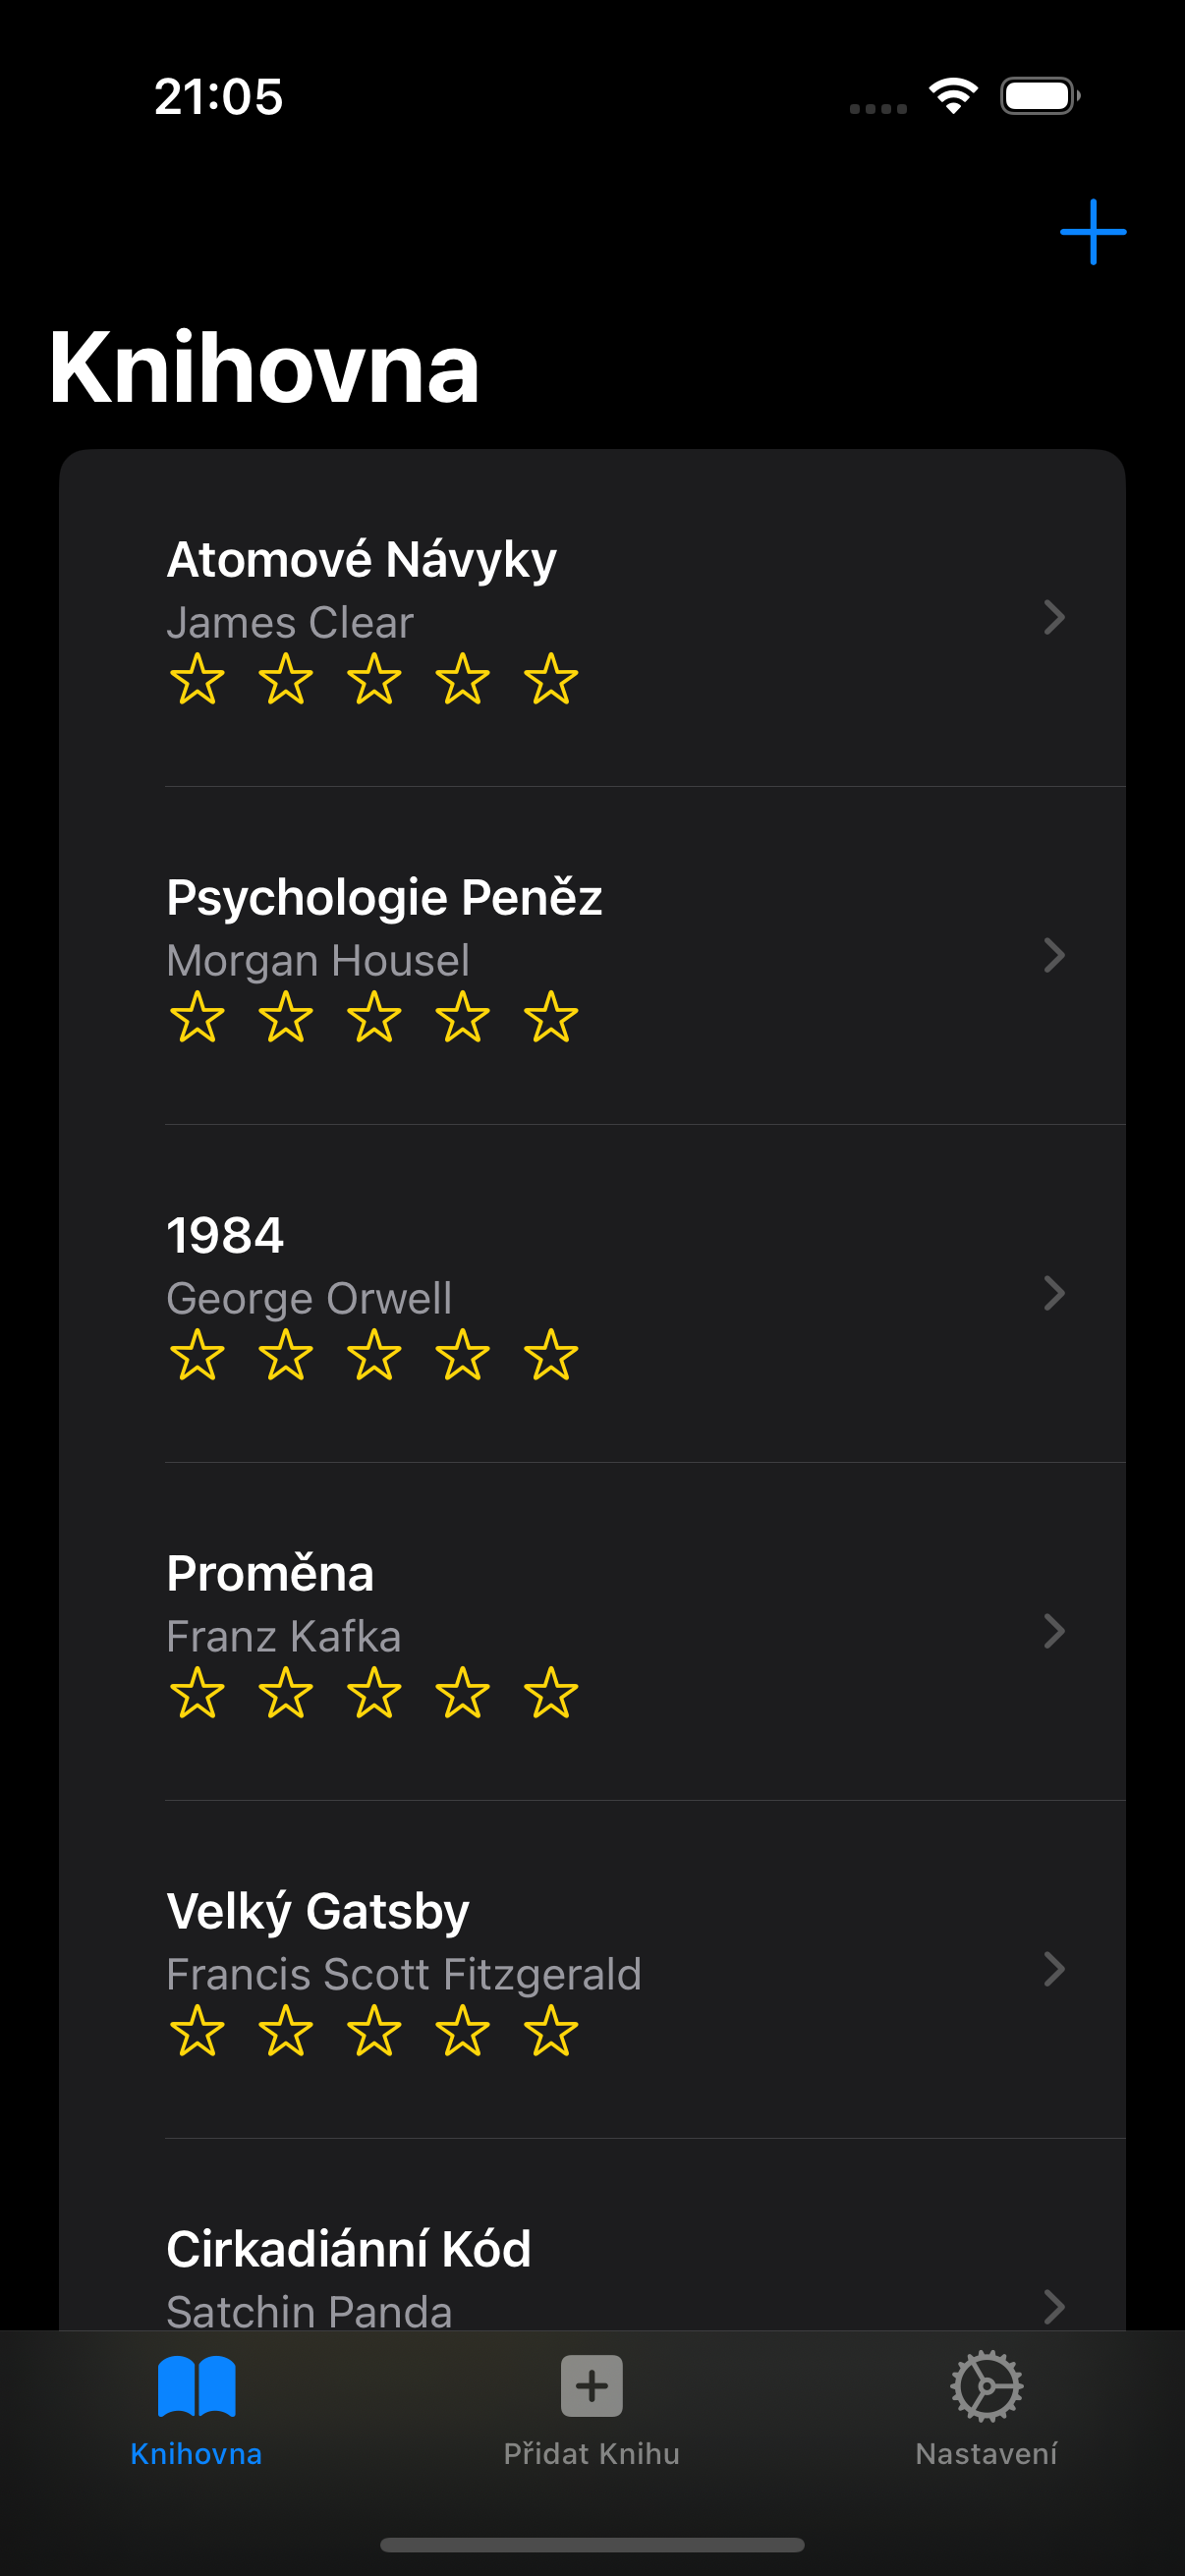 21:05
Knihovna
Atomové Návyky
James Clear
Psychologie Peněz
Morgan Housel
1984
George Orwell
Proměna
Franz Kafka
Velký Gatsby
Francis Scott Fitzgerald
Cirkadiánní Kód
Satchin Panda
Knihovna
Přidat Knihu
Nastavení